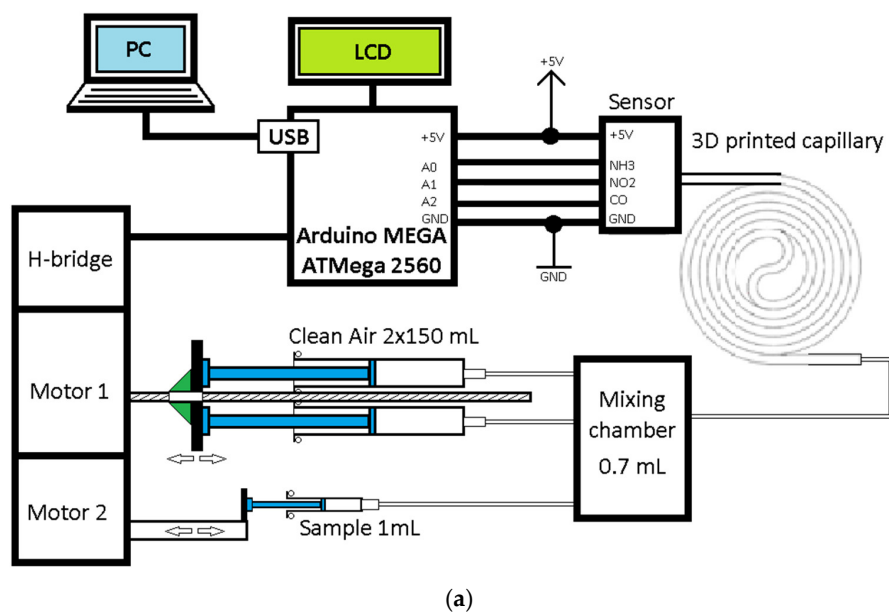 PC
LCD
+5V
Sensor
USB
+5V
+5V
3D printed capillary
A0
NH3
A1
NO2
A2
CO
GND
GND
Arduino MEGA
ATMega 2560
H-bridge
GND
Clean Air 2x150 mL
Motor 1
Mixing
chamber
0.7 mL
Motor 2
Sample 1mL
(a)